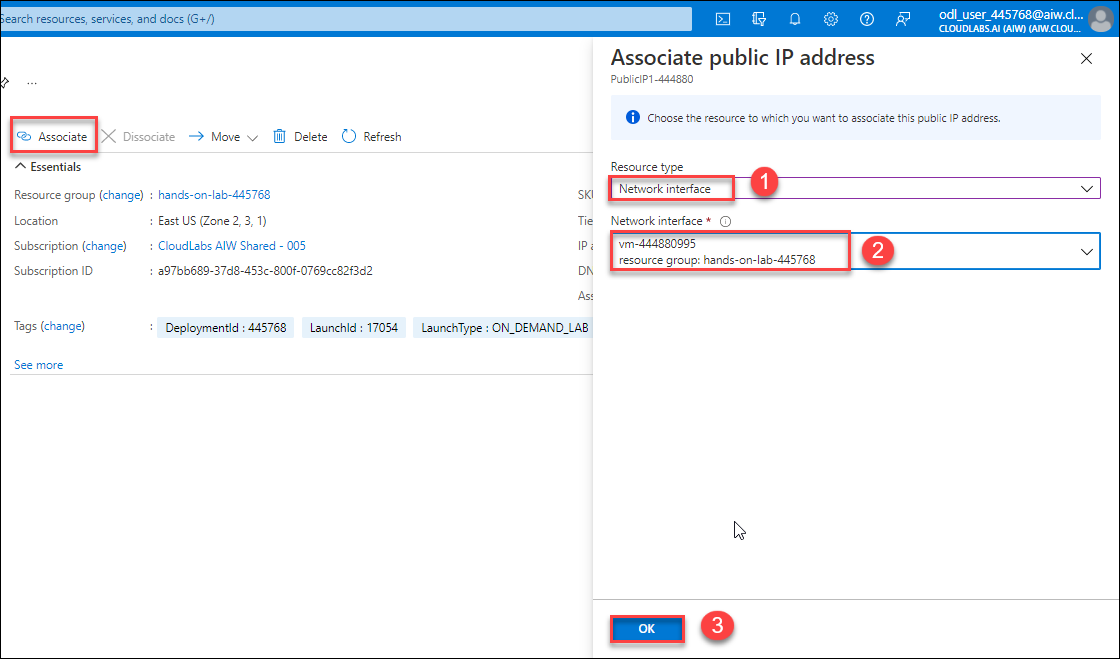 Search resources, services, and docs (G+/)
odl_user_445768@aiw.cl...
CLOUDLABS.AI (AIW) (AIW.CLOU...
...
Associate
Dissociate
Move
Delete
Refresh
Essentials
Resource group (change) : hands-on-lab-445768
Location : East US (Zone 2, 3, 1)
Subscription (change) : CloudLabs AIW Shared - 005
Subscription ID : a97bb689-37d8-453c-800f-0769cc82f3d2
SKU
Tie
IP a
DN
Ass
Tags (change) : DeploymentId : 445768 LaunchId : 17054 LaunchType : ON_DEMAND_LAB
See more
Associate public IP address
PublicIP1-444880
Choose the resource to which you want to associate this public IP address.
Resource type
Network interface
1
Network interface *
vm-444880995
resource group: hands-on-lab-445768
2
OK
3